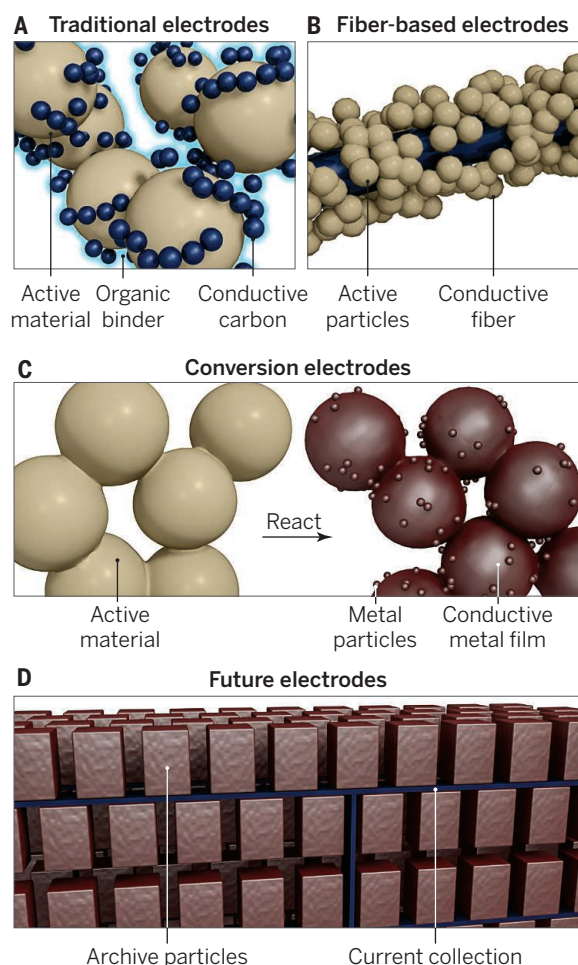 A Traditional electrodes
B Fiber-based electrodes
Active
material
Organic
binder
Conductive
carbon
Active
particles
Conductive
fiber
C
Conversion electrodes
React
Active
material
Metal
particles
Conductive
metal film
D
Future electrodes
Archive particles
Current collection